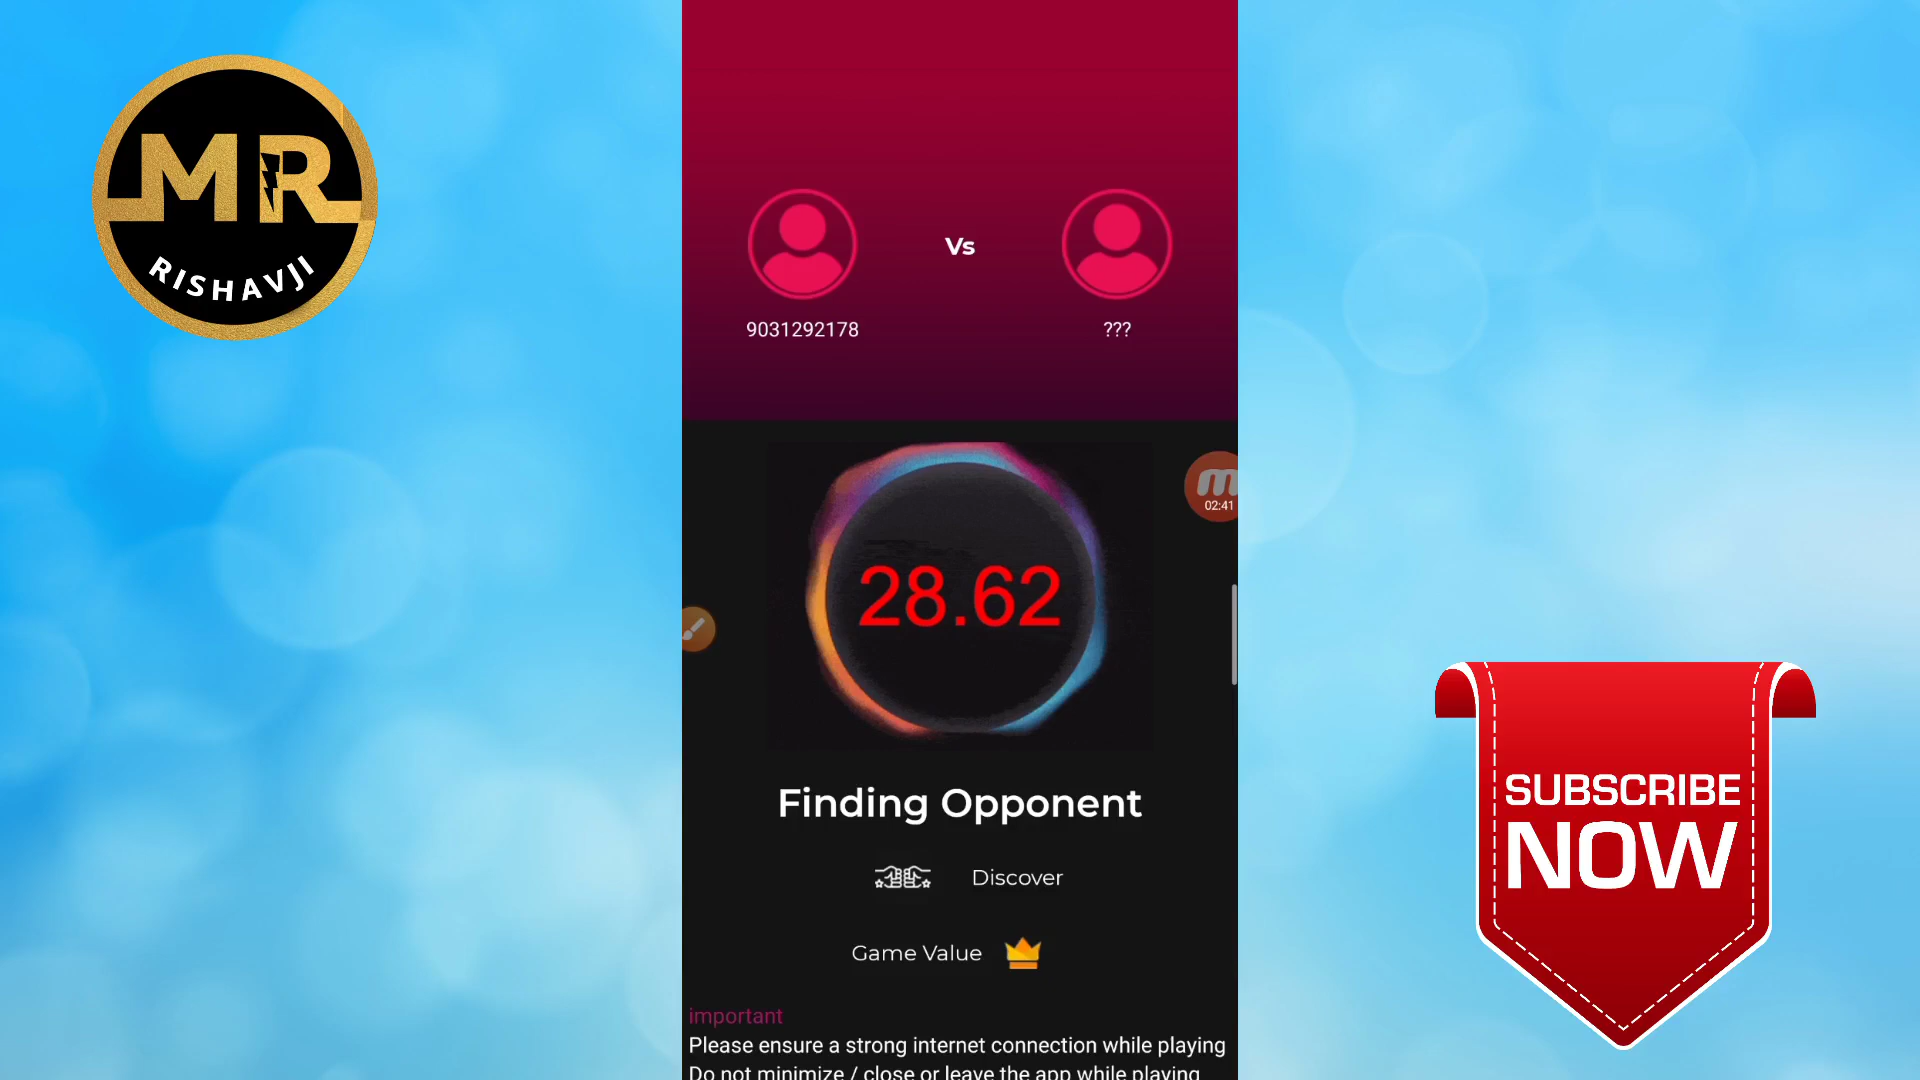 MR
RISHAVJI
Vs
9031292178
???
02:41
28.62
Finding Opponent
Discover
Game Value
important
Please ensure a strong internet connection while playing
Do not minimize / close or leave the app while playing
SUBSCRIBE
NOW